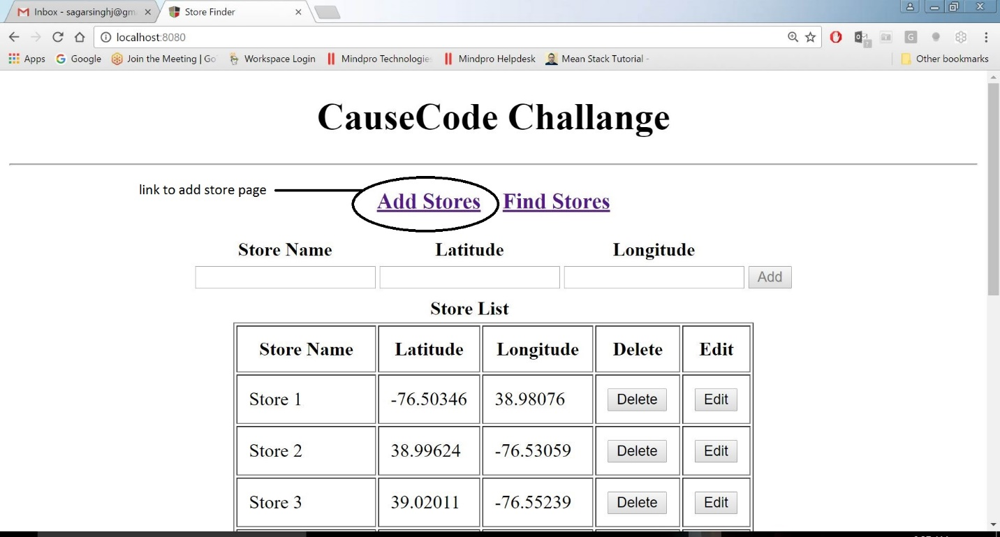 Inbox - sagarsinghj@gm
Store Finder
localhost:8080
Apps Google Join the Meeting | Go Workspace Login Mindpro Technologie Mindpro Helpdesk Mean Stack Tutorial - Other bookmarks
CauseCode Challange
link to add store page
Add Stores Find Stores
Store Name Latitude Longitude
Add
Store List
Store Name Latitude Longitude Delete Edit
Store 1 -76.50346 38.98076 Delete Edit
Store 2 38.99624 -76.53059 Delete Edit
Store 3 39.02011 -76.55239 Delete Edit